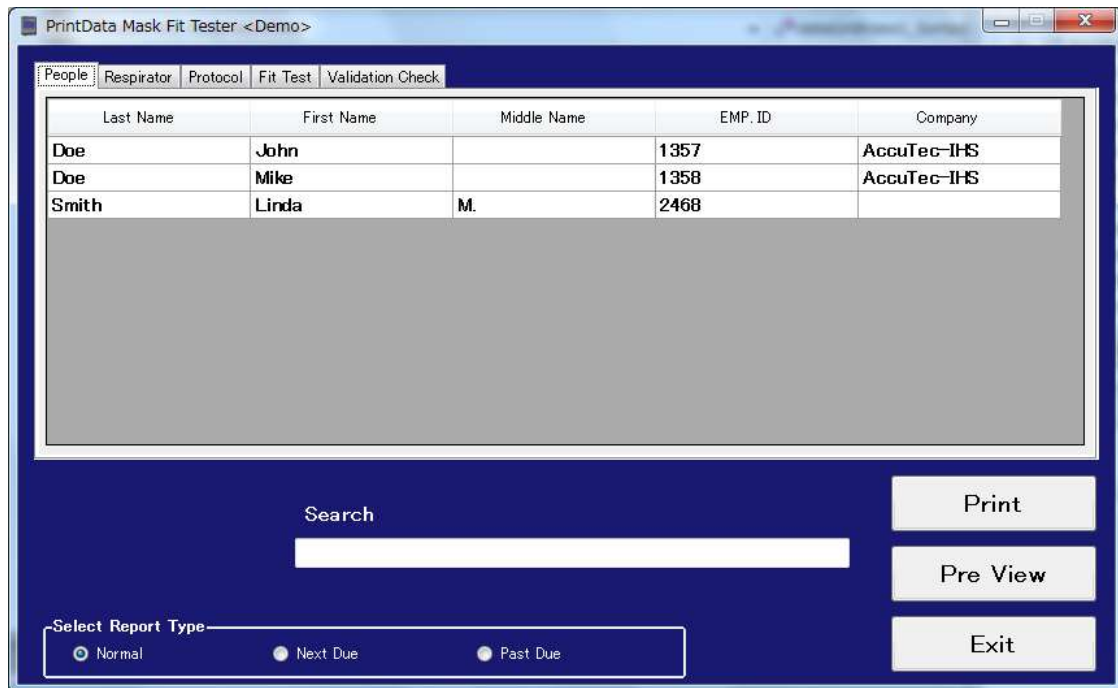 PrintData Mask Fit Tester <Demo>
People Respirator Protocol Fit Test Validation Check
Last Name First Name Middle Name EMP. ID Company
Doe John 1357 AccuTec-IHS
Doe Mike 1358 AccuTec-IHS
Smith Linda M. 2468
Print
Search
Pre View
Select Report Type
Normal Next Due Past Due
Exit